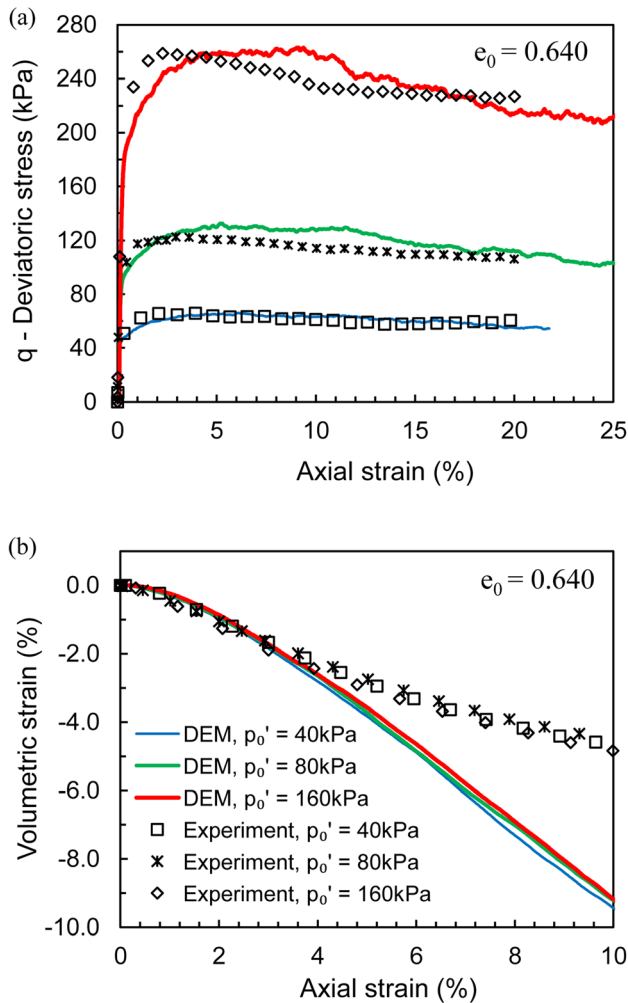 (a)
280
240
200
160
120
80
40
0
q - Deviatoric stress (kPa)
e₀ = 0.640
0 5 10 15 20 25
Axial strain (%)
(b)
0.0
-2.0
-4.0
-6.0
-8.0
-10.0
Volumetric strain (%)
e₀ = 0.640
DEM, p₀' = 40kPa
DEM, p₀' = 80kPa
DEM, p₀' = 160kPa
Experiment, p₀' = 40kPa
Experiment, p₀' = 80kPa
Experiment, p₀' = 160kPa
0 2 4 6 8 10
Axial strain (%)